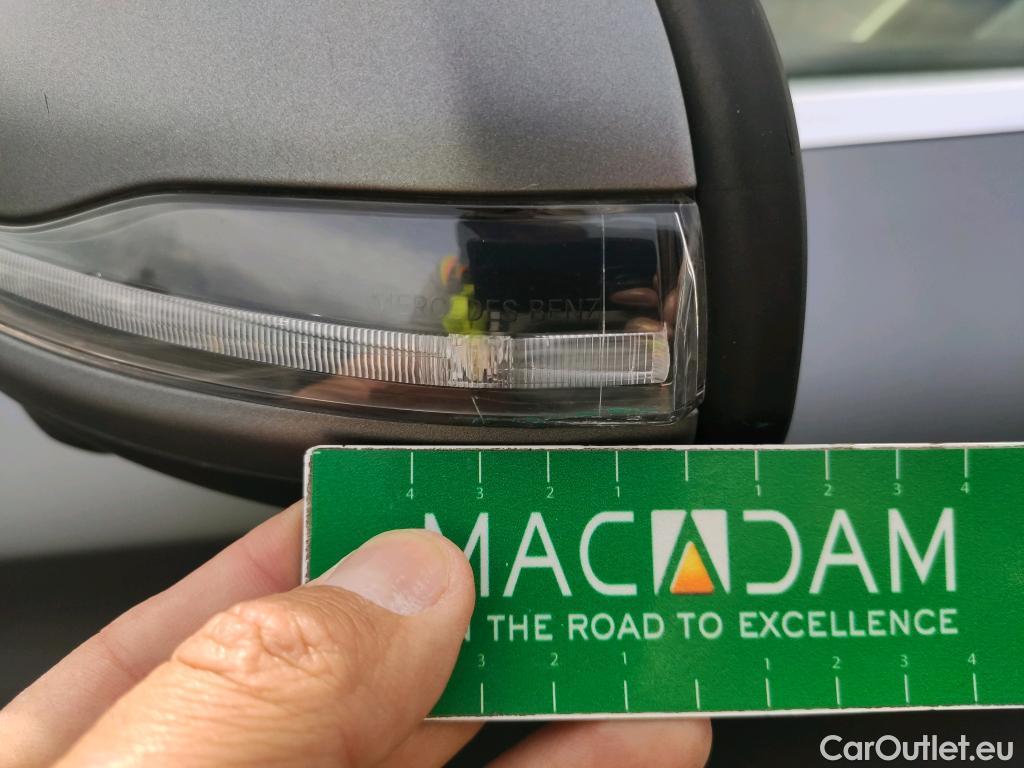 MERCEDES BENZ
4 3 2 1 1 2 3 4
MACADAM
THE ROAD TO EXCELLENCE
3 2 1 1 2 3 4
CarOutlet.eu